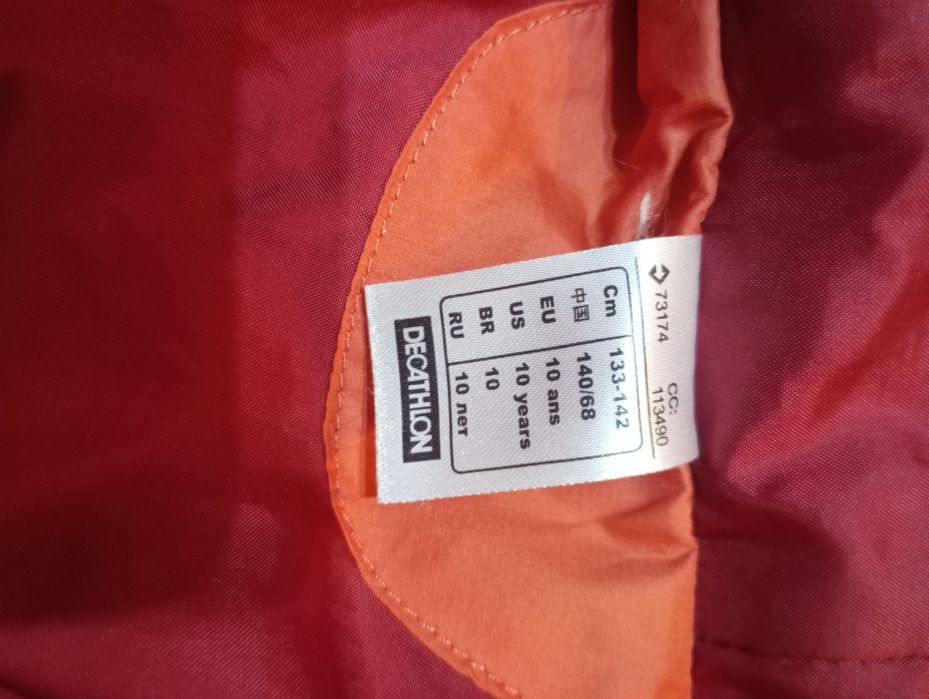 73174
CC:
113490
Cm 133-142
中国 140/68
EU 10 ans
US 10 years
BR 10
RU 10 лет
DECATHLON